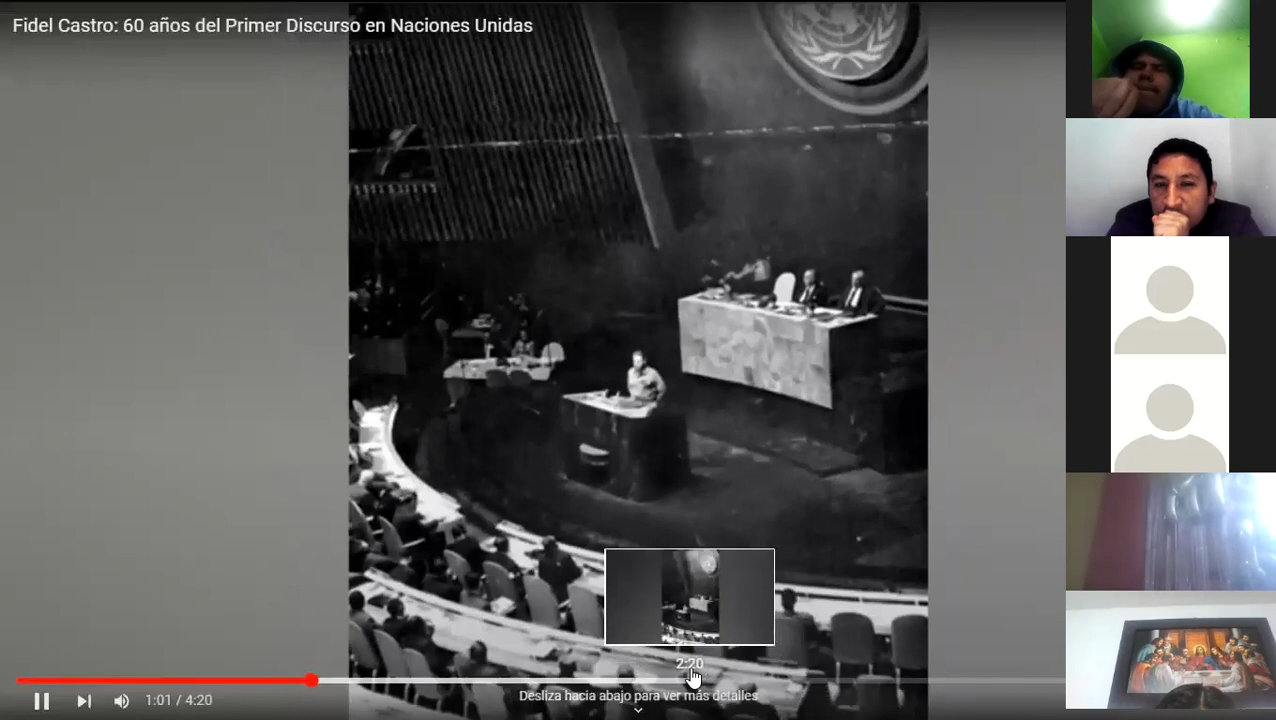 Fidel Castro: 60 años del Primer Discurso en Naciones Unidas
2:20
Desliza hacia abajo para ver más detalles
1:01 / 4:20